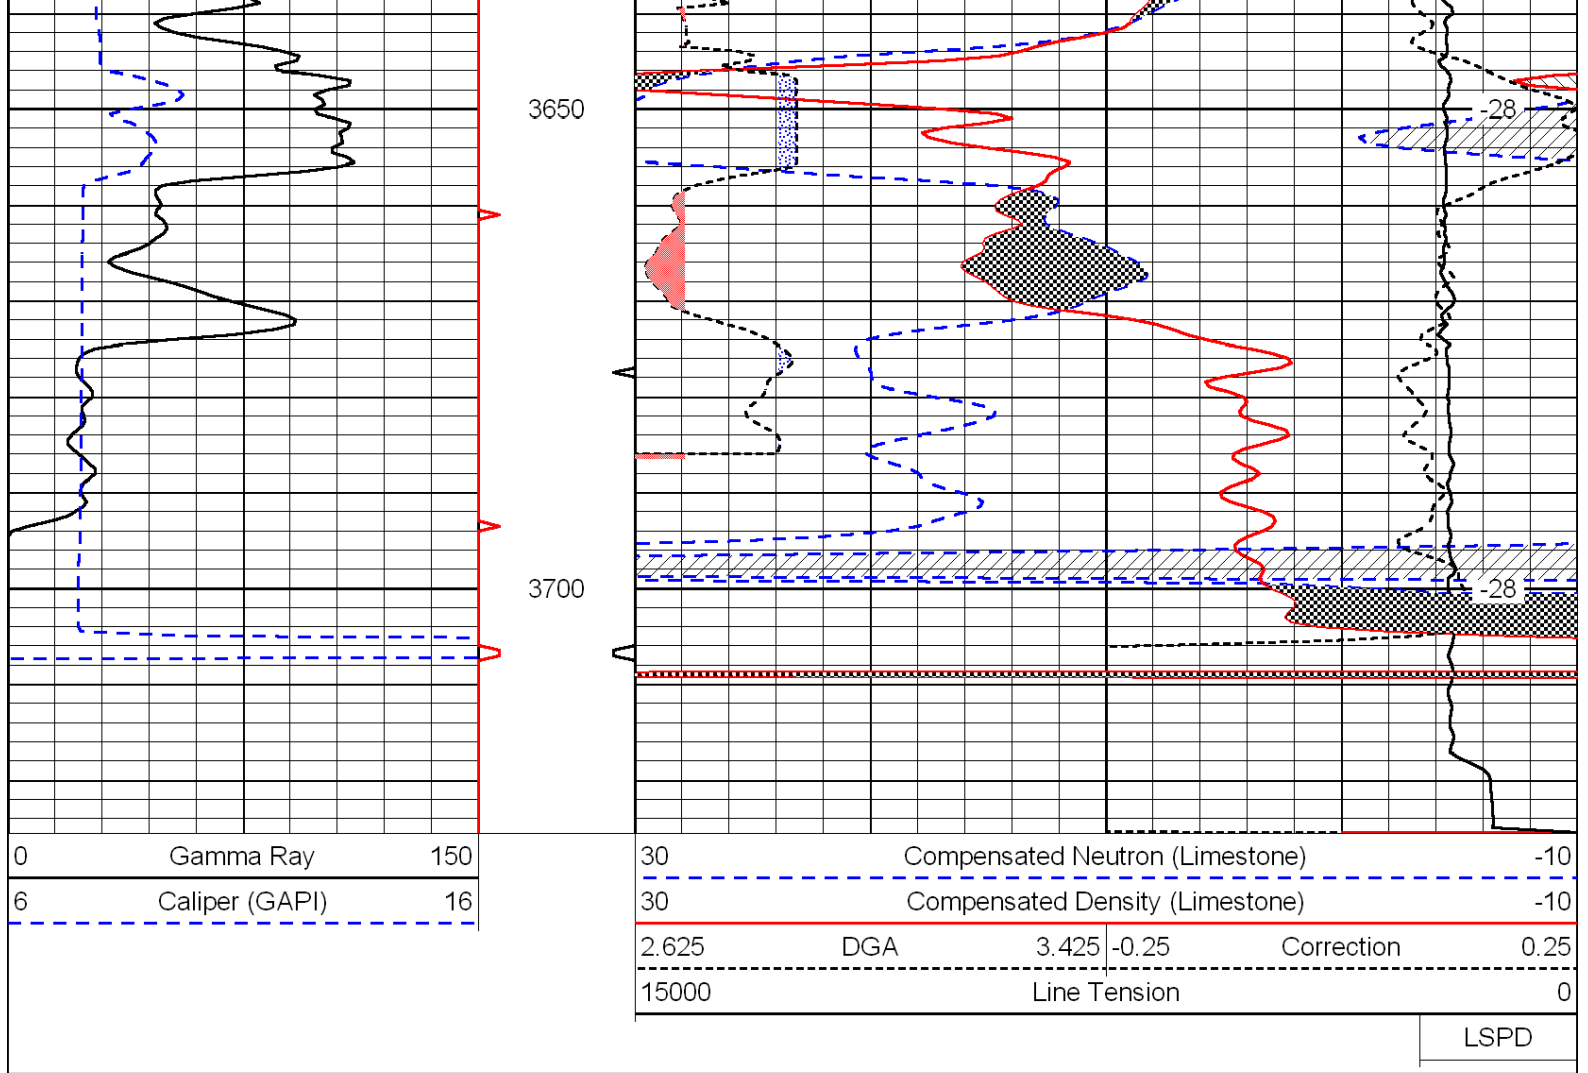 3650
-28
3700
-28
0 Gamma Ray 150
6 Caliper (GAPI) 16
30 Compensated Neutron (Limestone) -10
30 Compensated Density (Limestone) -10
2.625 DGA 3.425 -0.25 Correction 0.25
15000 Line Tension 0
LSPD